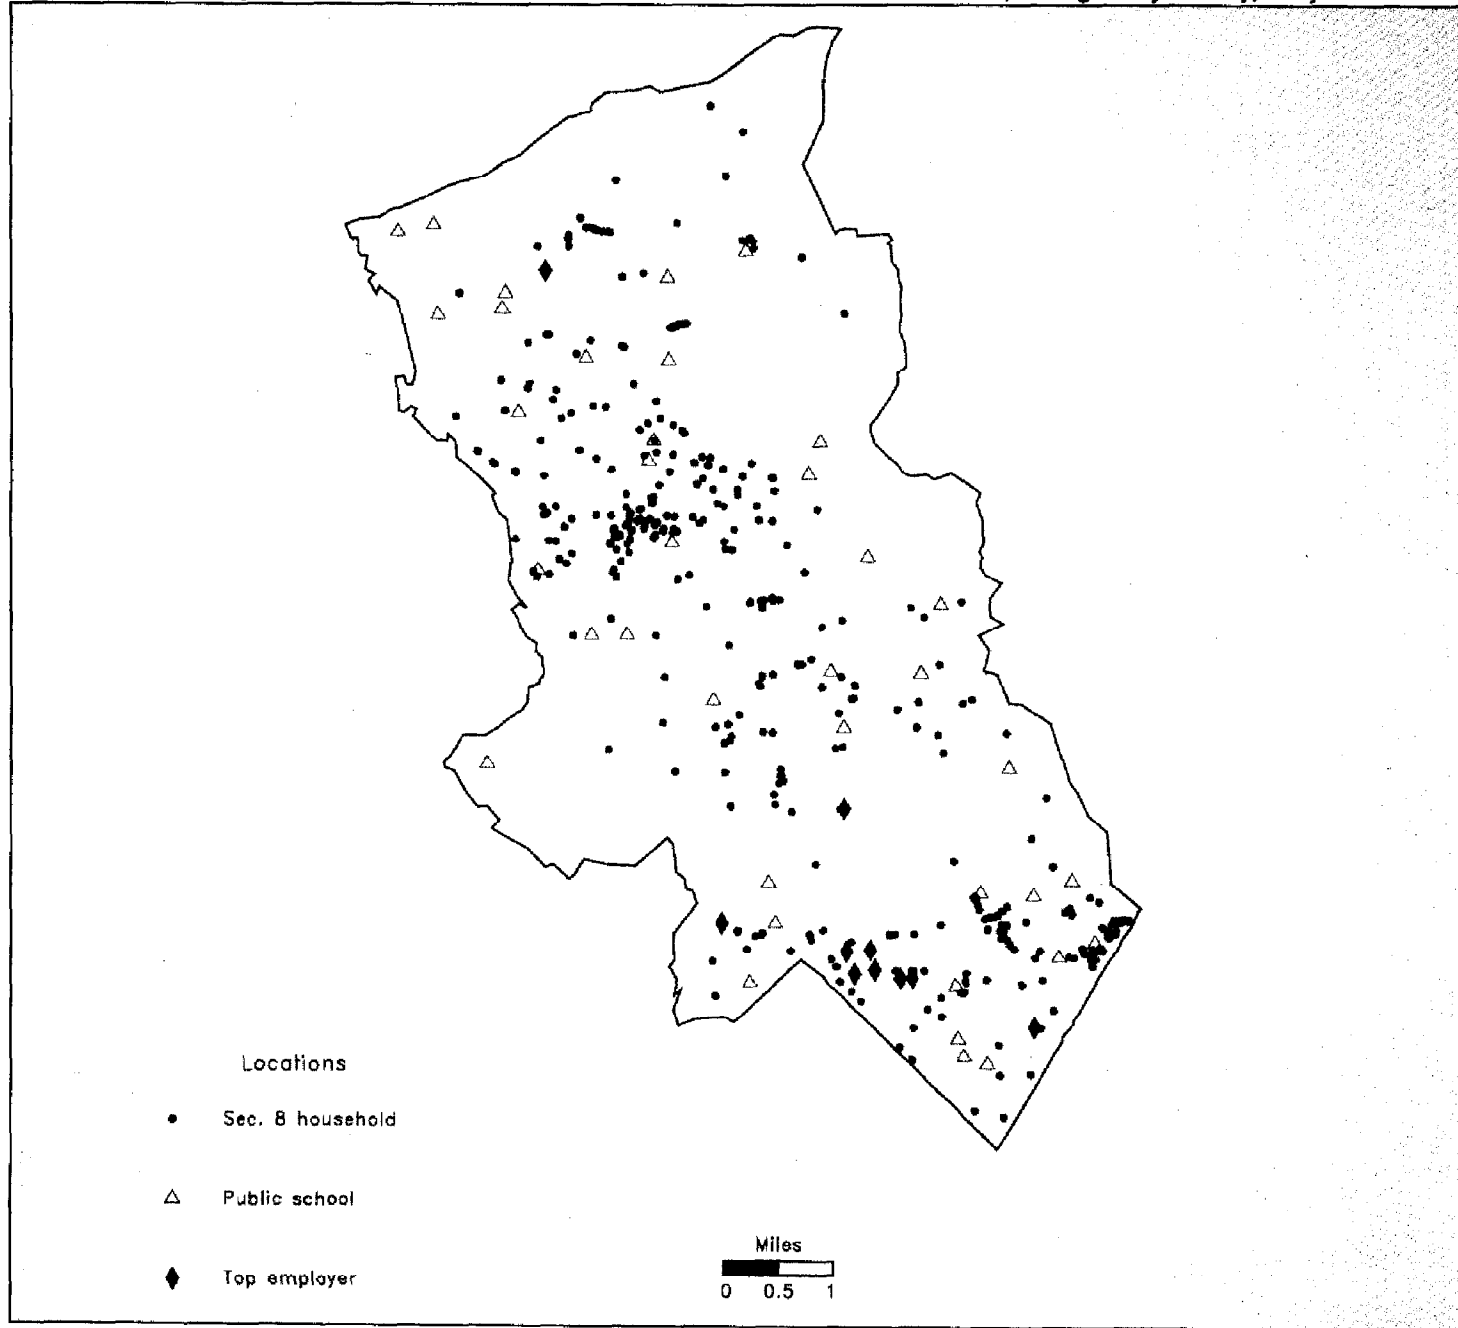 Locations
Sec. 8 household
Public school
Top employer
Miles
0 0.5 1